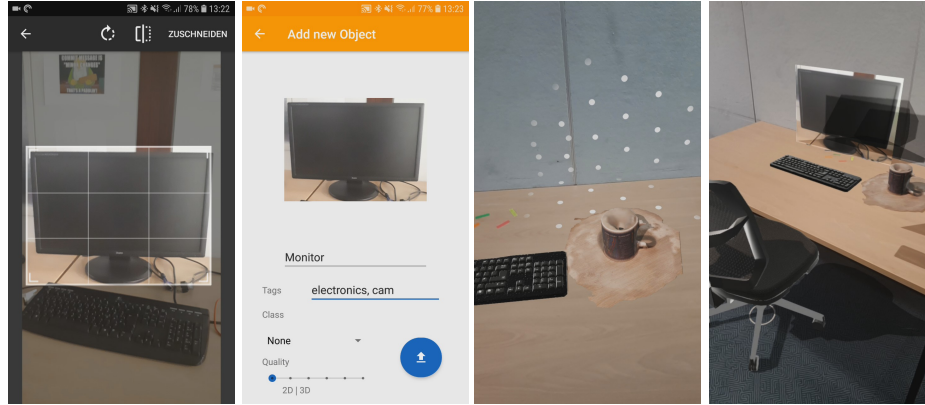 78% 13:22
ZUSCHNEIDEN
77% 13:23
Add new Object
Monitor
Tags electronics, cam
Class
None
Quality
2D | 3D